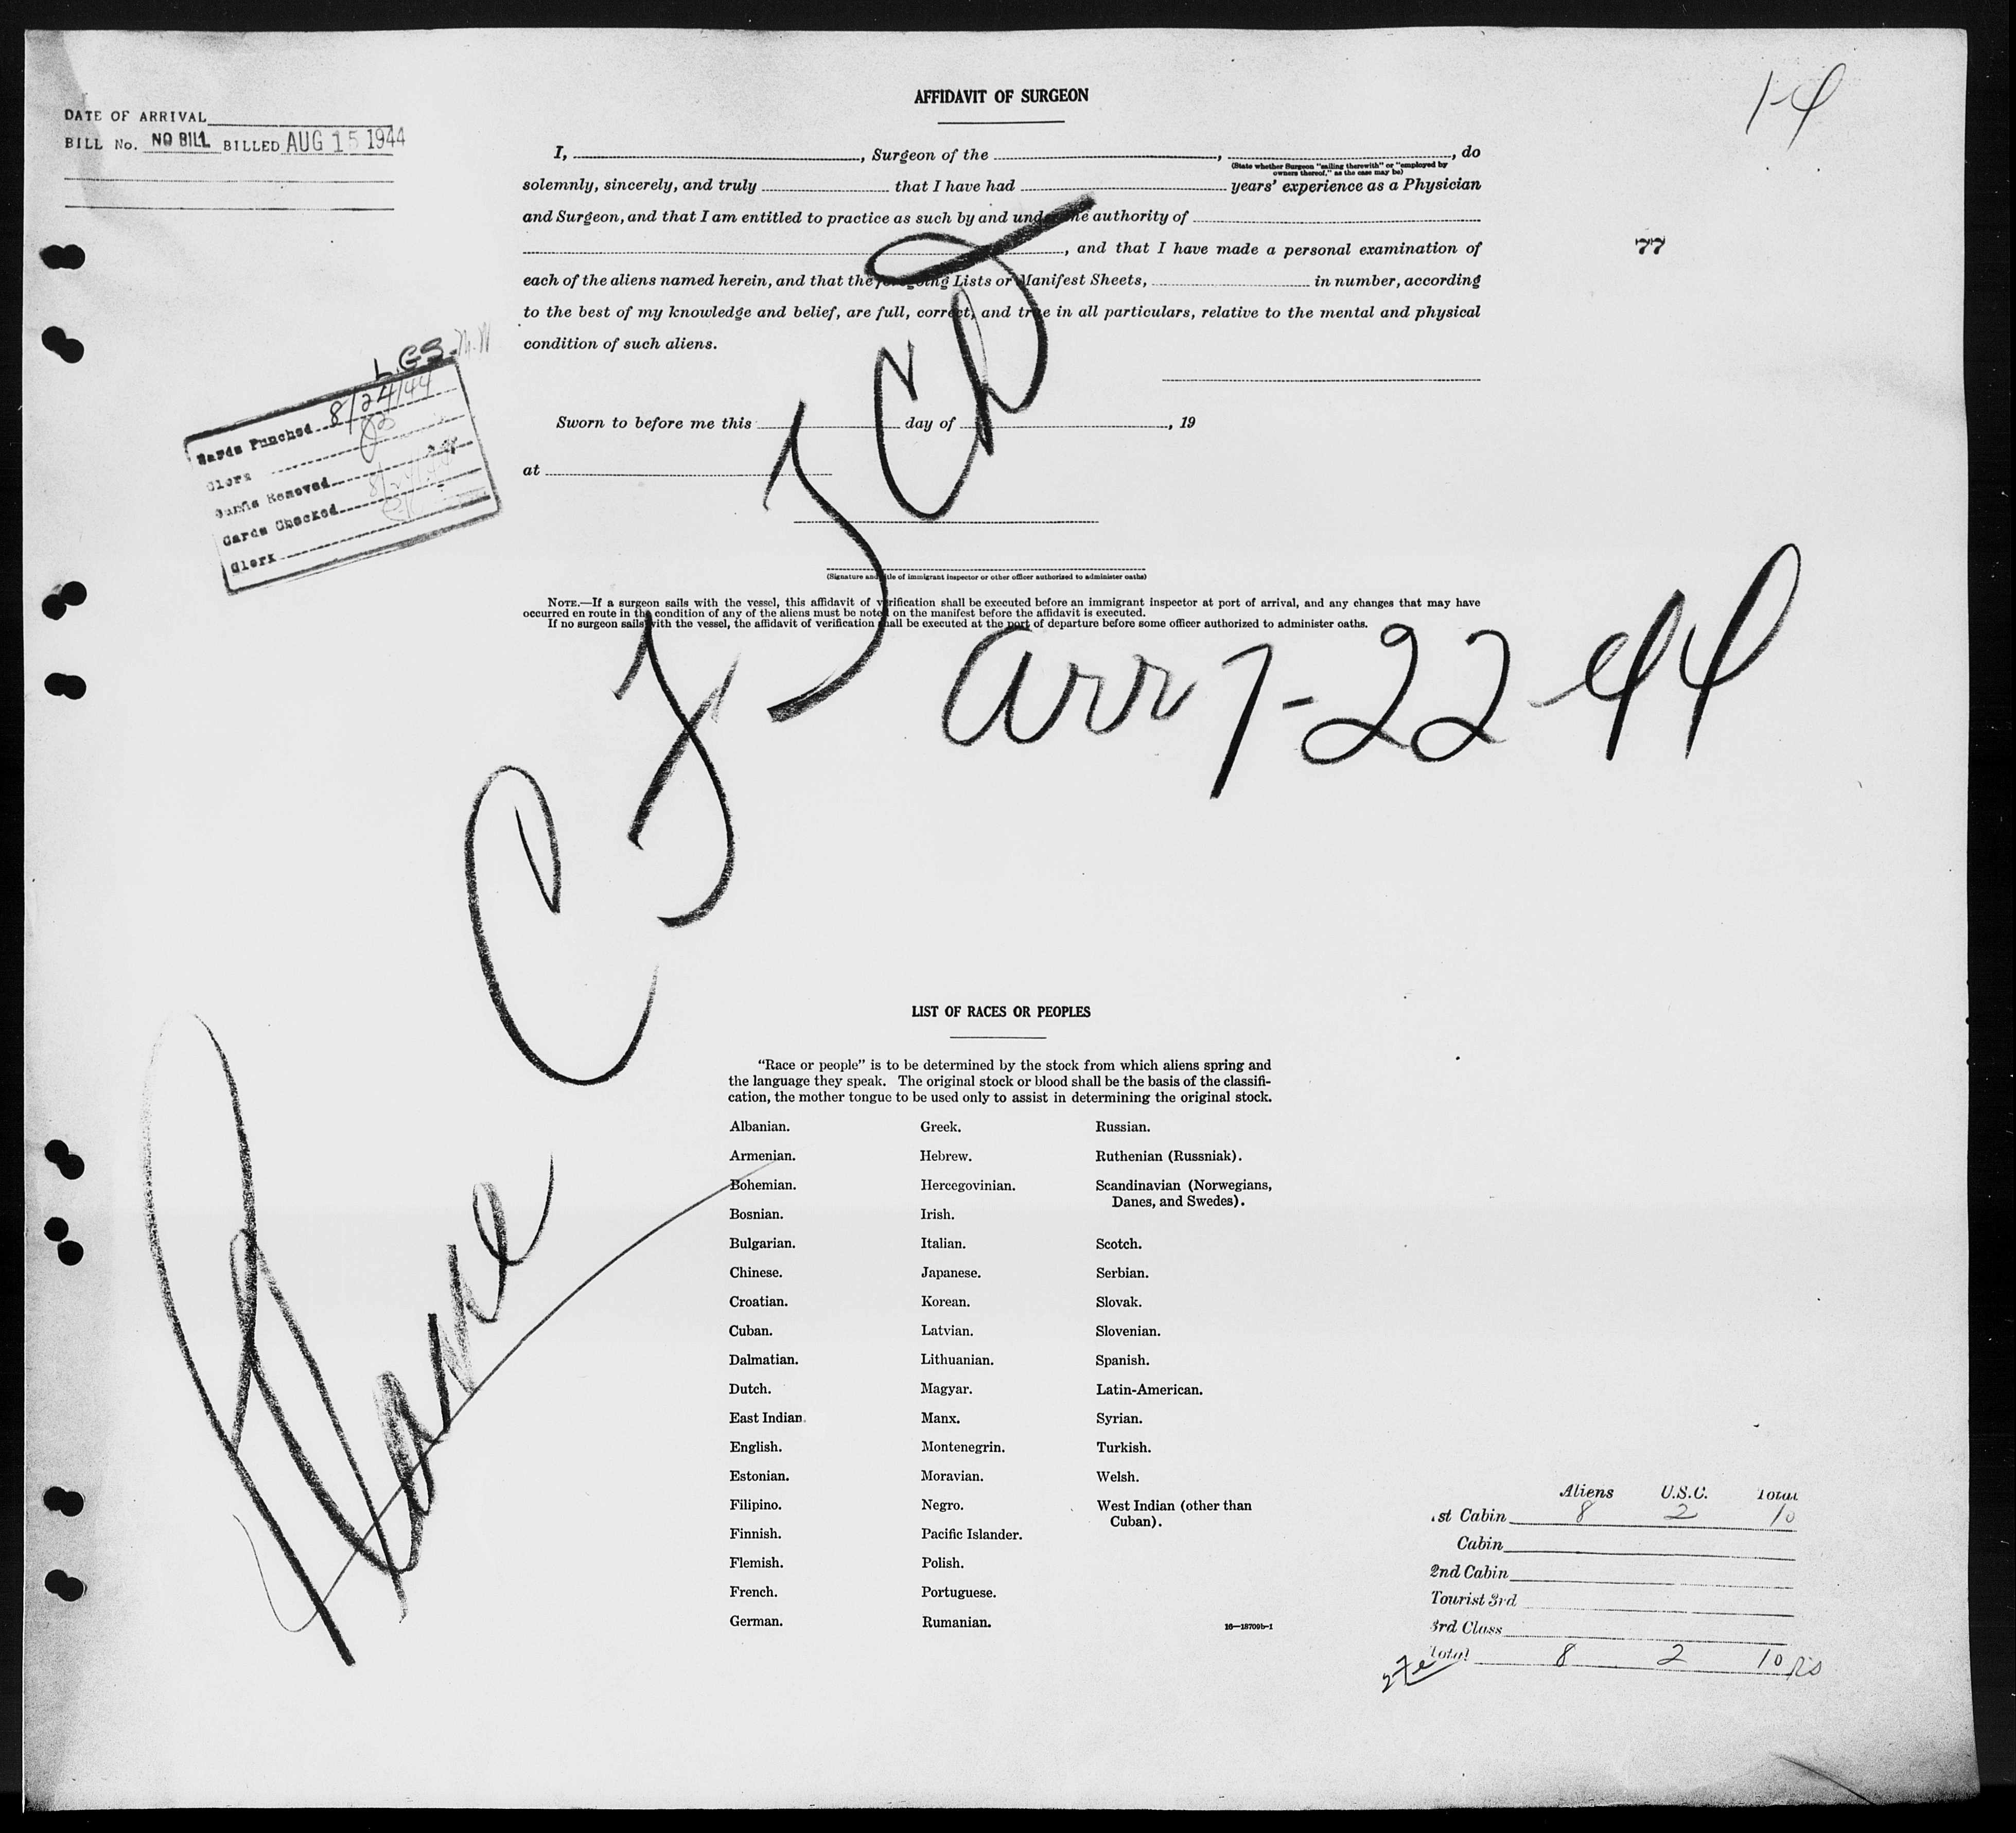 1-4
AFFIDAVIT OF SURGEON
DATE OF ARRIVAL
BILL No. NO BILL BILLED AUG 15 1944
I, , Surgeon of the , , do
(State whether Surgeon "sailing therewith" or "employed by
owners thereof," as the case may be)
solemnly, sincerely, and truly that I have had years' experience as a Physician
and Surgeon, and that I am entitled to practice as such by and under the authority of
, and that I have made a personal examination of
77
each of the aliens named herein, and that the foregoing Lists or Manifest Sheets, in number, according
to the best of my knowledge and belief, are full, correct, and true in all particulars, relative to the mental and physical
condition of such aliens.
L.G.S.
Cards Punched 8/24/44
Clerk
Cards Removed
Cards Checked
Clerk
Sworn to before me this day of , 19
at
(Signature and title of immigrant inspector or other officer authorized to administer oaths)
NOTE.—If a surgeon sails with the vessel, this affidavit of verification shall be executed before an immigrant inspector at port of arrival, and any changes that may have
occurred en route in the condition of any of the aliens must be noted on the manifest before the affidavit is executed.
If no surgeon sails with the vessel, the affidavit of verification shall be executed at the port of departure before some officer authorized to administer oaths.
Plane
arr 7-22-44
LIST OF RACES OR PEOPLES
"Race or people" is to be determined by the stock from which aliens spring and
the language they speak. The original stock or blood shall be the basis of the classifi-
cation, the mother tongue to be used only to assist in determining the original stock.
Albanian. Greek. Russian.
Armenian. Hebrew. Ruthenian (Russniak).
Bohemian. Hercegovinian. Scandinavian (Norwegians,
Danes, and Swedes).
Bosnian. Irish.
Bulgarian. Italian. Scotch.
Chinese. Japanese. Serbian.
Croatian. Korean. Slovak.
Cuban. Latvian. Slovenian.
Dalmatian. Lithuanian. Spanish.
Dutch. Magyar. Latin-American.
East Indian. Manx. Syrian.
English. Montenegrin. Turkish.
Estonian. Moravian. Welsh.
Filipino. Negro. West Indian (other than
Cuban).
Finnish. Pacific Islander.
Flemish. Polish.
French. Portuguese.
German. Rumanian.
16—18709b-1
Aliens U.S.C. Total
1st Cabin 8 2 10
Cabin
2nd Cabin
Tourist 3rd
3rd Class
Total 8 2 10